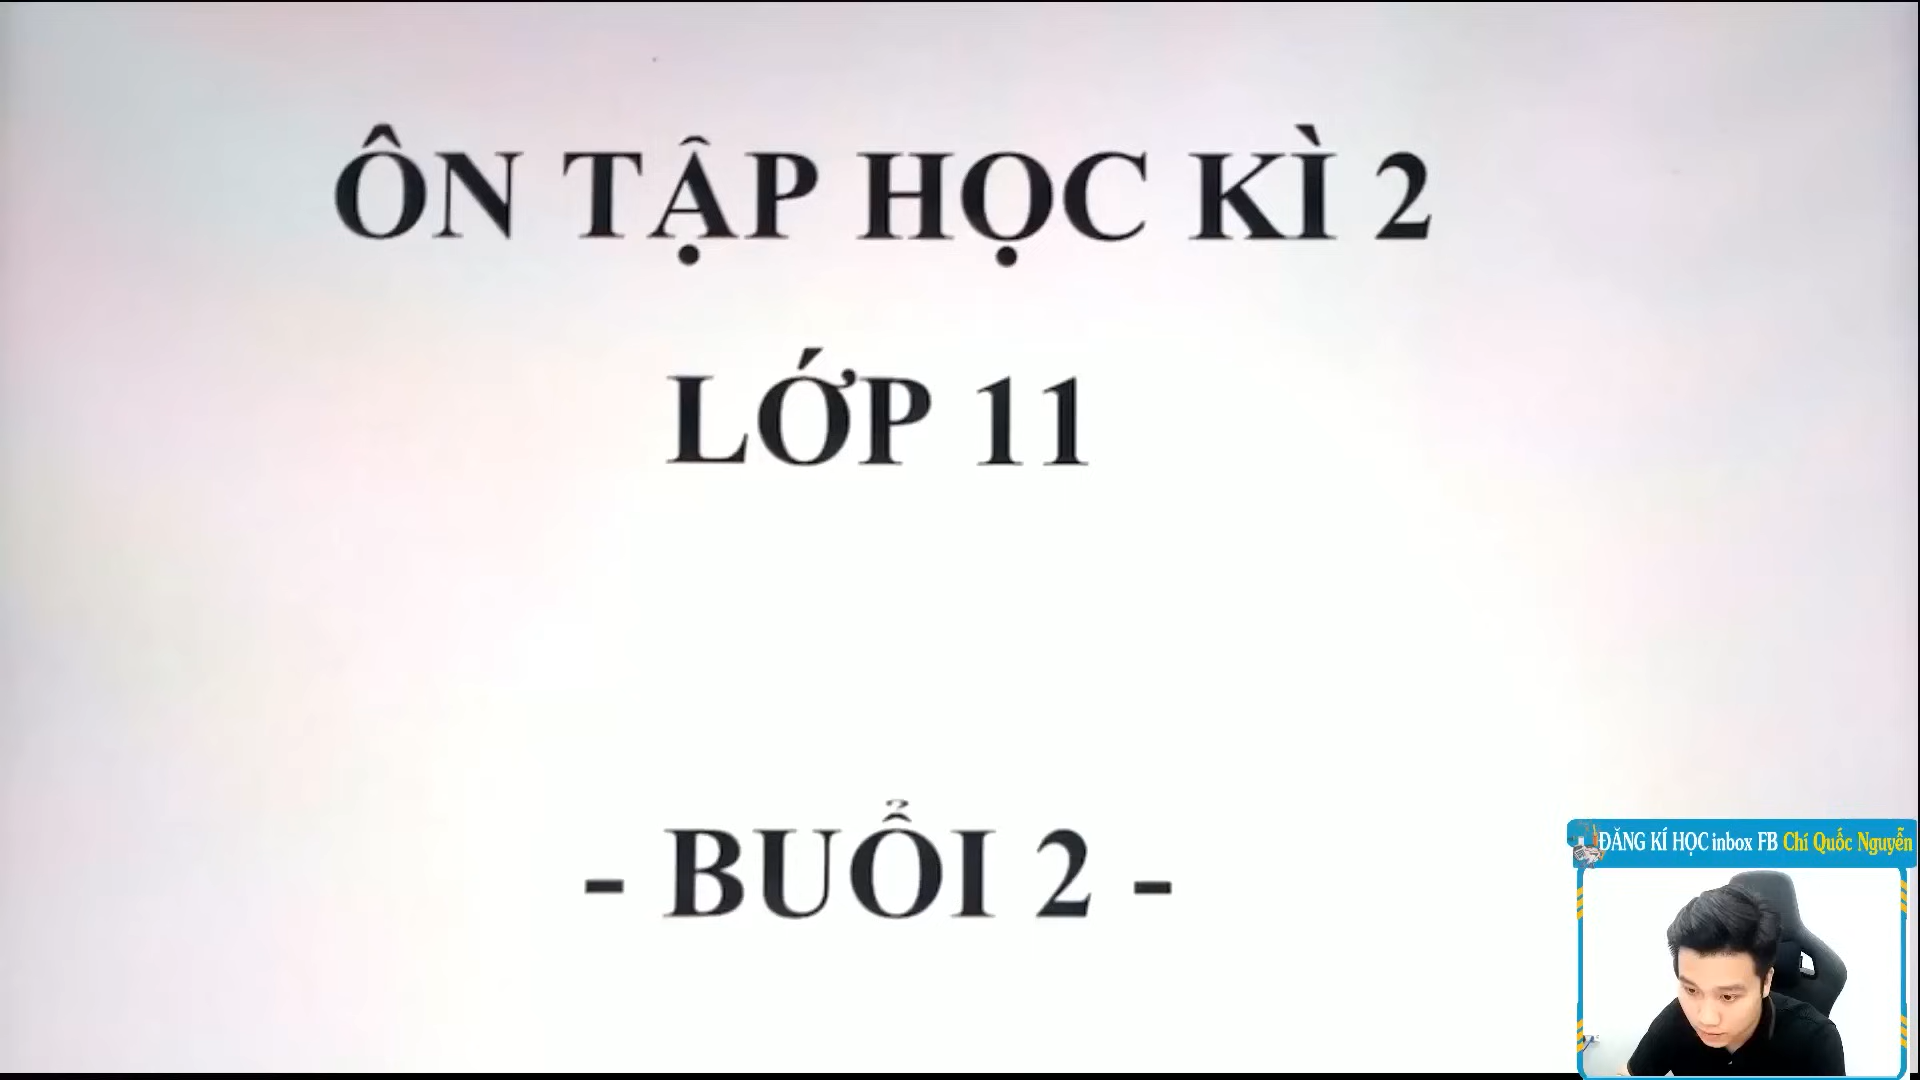 ÔN TẬP HỌC KÌ 2
LỚP 11
- BUỔI 2 -
ĐĂNG KÍ HỌC inbox FB Chí Quốc Nguyễn